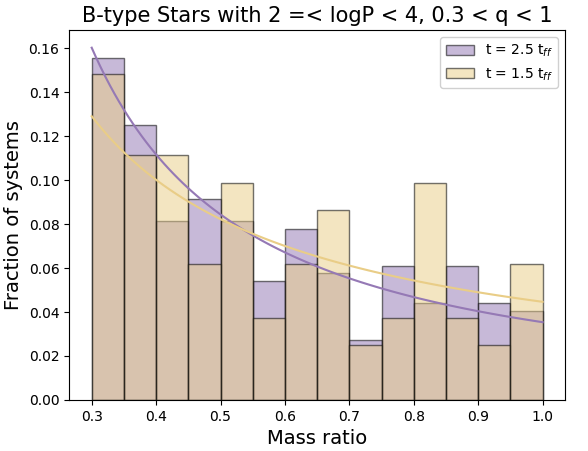 B-type Stars with 2 =< logP < 4, 0.3 < q < 1
t = 2.5 t_ff
t = 1.5 t_ff
Fraction of systems
0.16
0.14
0.12
0.10
0.08
0.06
0.04
0.02
0.00
0.3 0.4 0.5 0.6 0.7 0.8 0.9 1.0
Mass ratio